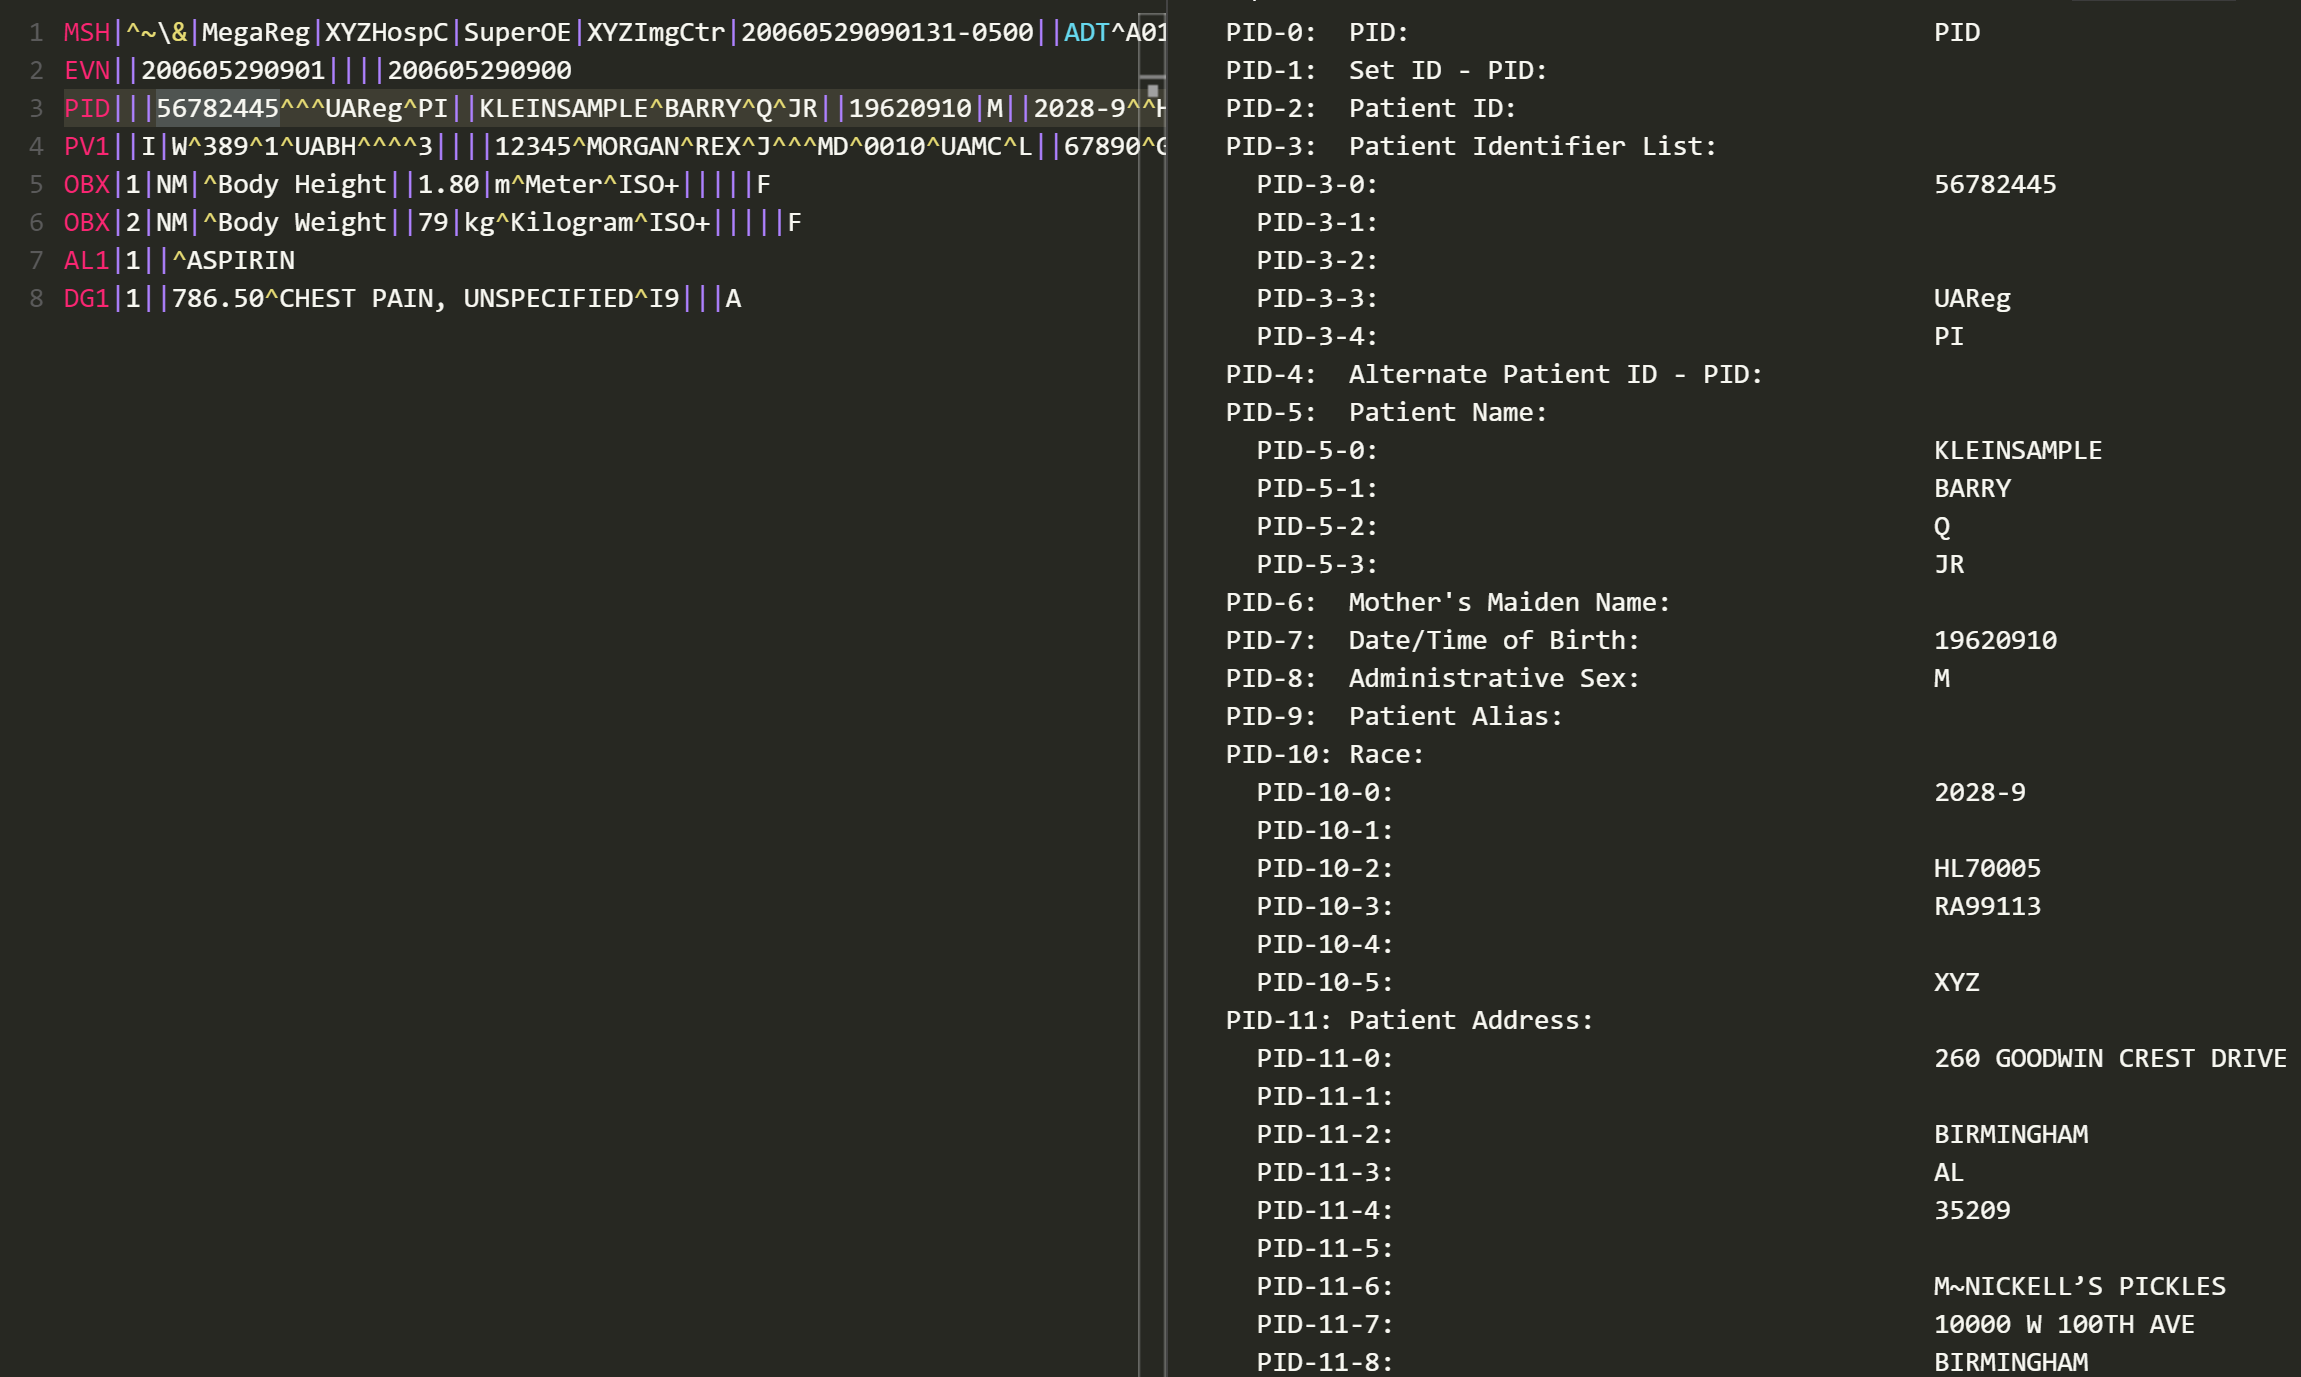 1 MSH|^~\&|MegaReg|XYZHospC|SuperOE|XYZImgCtr|20060529090131-0500||ADT^A01
2 EVN||200605290901||||200605290900
3 PID|||56782445^^^UAReg^PI||KLEINSAMPLE^BARRY^Q^JR||19620910|M||2028-9^^H
4 PV1||I|W^389^1^UABH^^^^3||||12345^MORGAN^REX^J^^^MD^0010^UAMC^L||67890^G
5 OBX|1|NM|^Body Height||1.80|m^Meter^ISO+|||||F
6 OBX|2|NM|^Body Weight||79|kg^Kilogram^ISO+|||||F
7 AL1|1||^ASPIRIN
8 DG1|1||786.50^CHEST PAIN, UNSPECIFIED^I9|||A
PID-0: PID: PID
PID-1: Set ID - PID:
PID-2: Patient ID:
PID-3: Patient Identifier List:
PID-3-0: 56782445
PID-3-1:
PID-3-2:
PID-3-3: UAReg
PID-3-4: PI
PID-4: Alternate Patient ID - PID:
PID-5: Patient Name:
PID-5-0: KLEINSAMPLE
PID-5-1: BARRY
PID-5-2: Q
PID-5-3: JR
PID-6: Mother's Maiden Name:
PID-7: Date/Time of Birth: 19620910
PID-8: Administrative Sex: M
PID-9: Patient Alias:
PID-10: Race:
PID-10-0: 2028-9
PID-10-1:
PID-10-2: HL70005
PID-10-3: RA99113
PID-10-4:
PID-10-5: XYZ
PID-11: Patient Address:
PID-11-0: 260 GOODWIN CREST DRIVE
PID-11-1:
PID-11-2: BIRMINGHAM
PID-11-3: AL
PID-11-4: 35209
PID-11-5:
PID-11-6: M~NICKELL’S PICKLES
PID-11-7: 10000 W 100TH AVE
PID-11-8: BIRMINGHAM